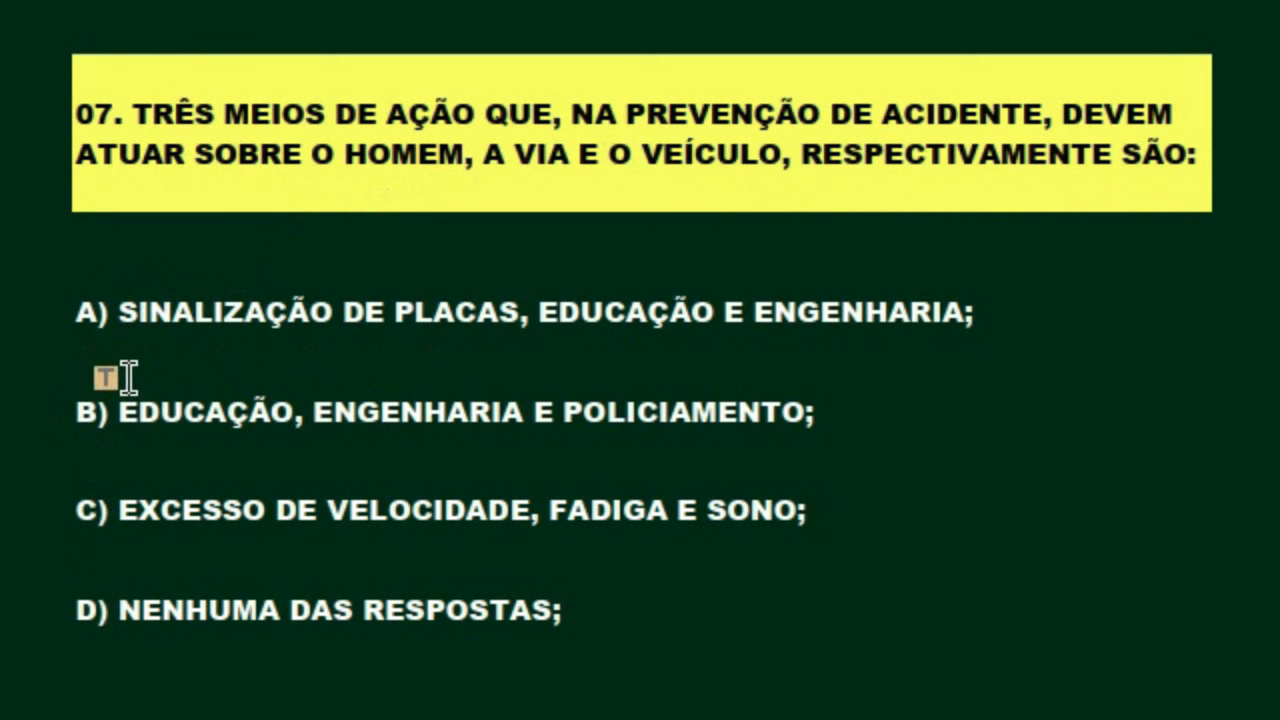 07. TRÊS MEIOS DE AÇÃO QUE, NA PREVENÇÃO DE ACIDENTE, DEVEM
ATUAR SOBRE O HOMEM, A VIA E O VEÍCULO, RESPECTIVAMENTE SÃO:
A) SINALIZAÇÃO DE PLACAS, EDUCAÇÃO E ENGENHARIA;
T
B) EDUCAÇÃO, ENGENHARIA E POLICIAMENTO;
C) EXCESSO DE VELOCIDADE, FADIGA E SONO;
D) NENHUMA DAS RESPOSTAS;